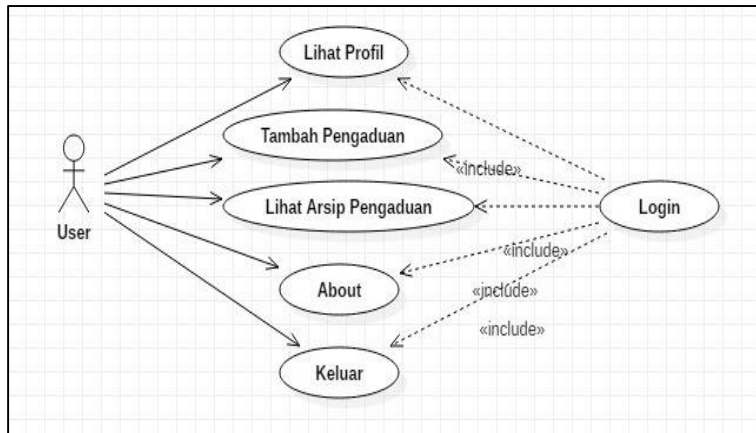 Lihat Profil
Tambah Pengaduan
«include»
Lihat Arsip Pengaduan
Login
User
«include»
About
«include»
«include»
Keluar